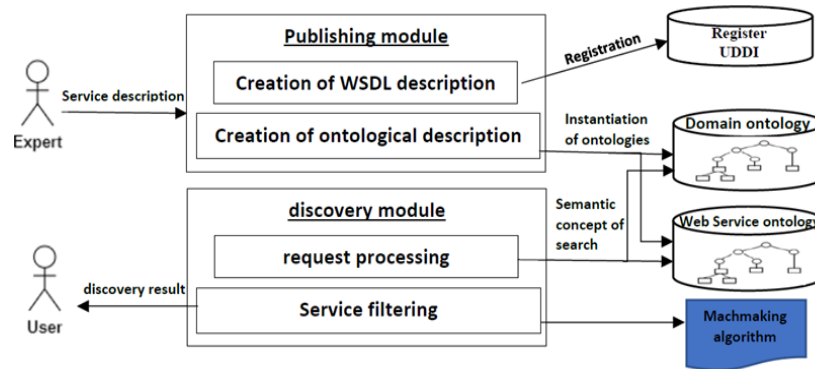 Publishing module
Creation of WSDL description
Creation of ontological description
Expert
Service description
Registration
Register
UDDI
Instantiation
of ontologies
Domain ontology
discovery module
request processing
Service filtering
Semantic
concept of
search
Web Service ontology
User
discovery result
Machmaking
algorithm